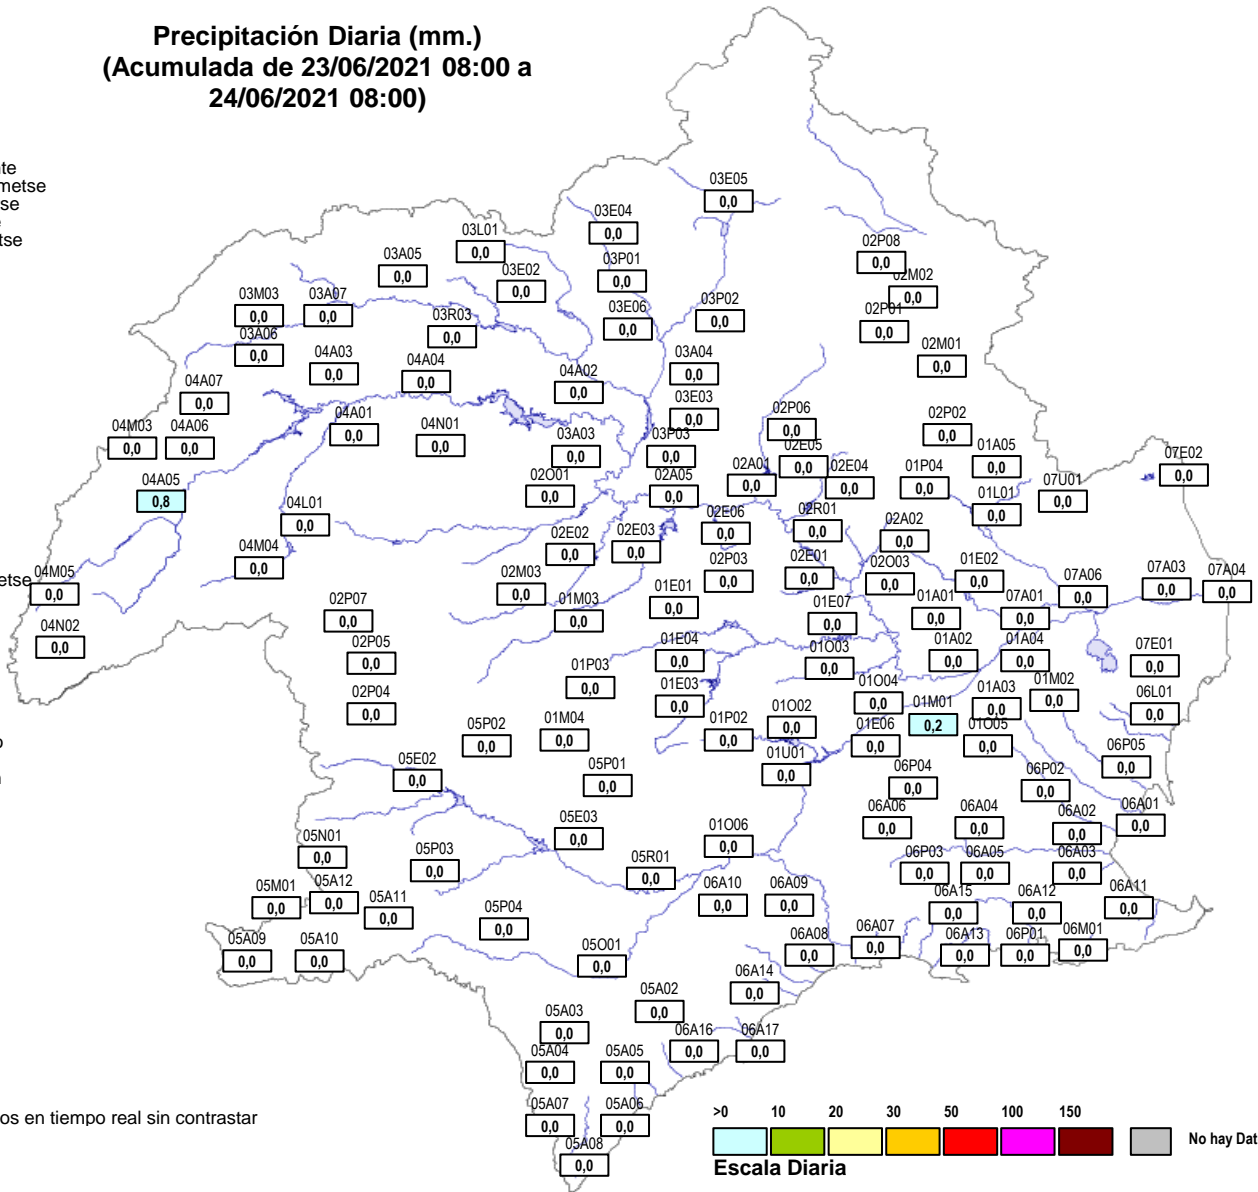 Precipitación Diaria (mm.)
(Acumulada de 23/06/2021 08:00 a
24/06/2021 08:00)
te
metse
se
tse
03E05
0,0
03E04
0,0
03L01
0,0
03A05
0,0
03E02
0,0
03P01
0,0
02P08
0,0
02M02
0,0
03M03
0,0
03A07
0,0
03R03
0,0
03E06
0,0
03P02
0,0
02P01
0,0
03A06
0,0
04A03
0,0
04A04
0,0
04A02
0,0
03A04
0,0
02M01
0,0
04A07
0,0
04A01
0,0
04N01
0,0
03E03
0,0
02P06
0,0
02P02
0,0
04M03
0,0
04A06
0,0
03A03
0,0
03P03
0,0
02E05
0,0
01A05
0,0
07E02
0,0
04A05
0,8
02O01
0,0
02A05
0,0
02A01
0,0
02E04
0,0
01P04
0,0
07U01
0,0
04L01
0,0
01L01
0,0
02E06
0,0
02R01
0,0
02A02
0,0
04M04
0,0
02E02
0,0
02E03
0,0
metse
04M05
0,0
02M03
0,0
02P03
0,0
02E01
0,0
02O03
0,0
01E02
0,0
07A06
0,0
07A03
0,0
07A04
0,0
02P07
0,0
01M03
0,0
01E01
0,0
01E07
0,0
01A01
0,0
07A01
0,0
04N02
0,0
02P05
0,0
01E04
0,0
01O03
0,0
01A02
0,0
01A04
0,0
07E01
0,0
02P04
0,0
01P03
0,0
01E03
0,0
01O04
0,0
01A03
0,0
01M02
0,0
06L01
0,0
05P02
0,0
01M04
0,0
01P02
0,0
01O02
0,0
01M01
0,2
01E06
0,0
01O05
0,0
05E02
0,0
05P01
0,0
01U01
0,0
06P04
0,0
06P02
0,0
06P05
0,0
05E03
0,0
01O06
0,0
06A06
0,0
06A04
0,0
06A02
0,0
06A01
0,0
05N01
0,0
05P03
0,0
05R01
0,0
06P03
0,0
06A05
0,0
06A03
0,0
05M01
0,0
05A12
0,0
05A11
0,0
06A10
0,0
06A09
0,0
06A15
0,0
06A12
0,0
06A11
0,0
05P04
0,0
05A09
0,0
05A10
0,0
05O01
0,0
06A08
0,0
06A07
0,0
06A13
0,0
06P01
0,0
06M01
0,0
06A14
0,0
05A02
0,0
05A03
0,0
06A16
0,0
06A17
0,0
05A04
0,0
05A05
0,0
05A07
0,0
05A06
0,0
05A08
0,0
os en tiempo real sin contrastar
>0 10 20 30 50 100 150
No hay Dat
Escala Diaria